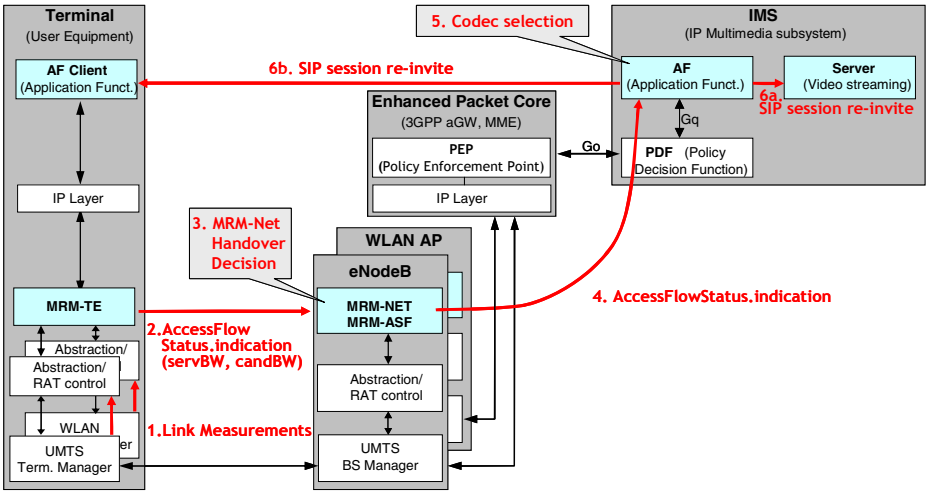 Terminal
(User Equipment)
AF Client
(Application Funct.)
IP Layer
MRM-TE
Abstraction/
Abstraction/
RAT control
WLAN
UMTS
Term. Manager
5. Codec selection
6b. SIP session re-invite
IMS
(IP Multimedia subsystem)
AF
(Application Funct.)
Server
(Video streaming)
6a.
SIP session re-invite
Gq
PDF (Policy
Decision Function)
Go
Enhanced Packet Core
(3GPP aGW, MME)
PEP
(Policy Enforcement Point)
IP Layer
3. MRM-Net
Handover
Decision
WLAN AP
eNodeB
MRM-NET
MRM-ASF
Abstraction/
RAT control
UMTS
BS Manager
2.AccessFlow
Status.indication
(servBW, candBW)
4. AccessFlowStatus.indication
1.Link Measurements